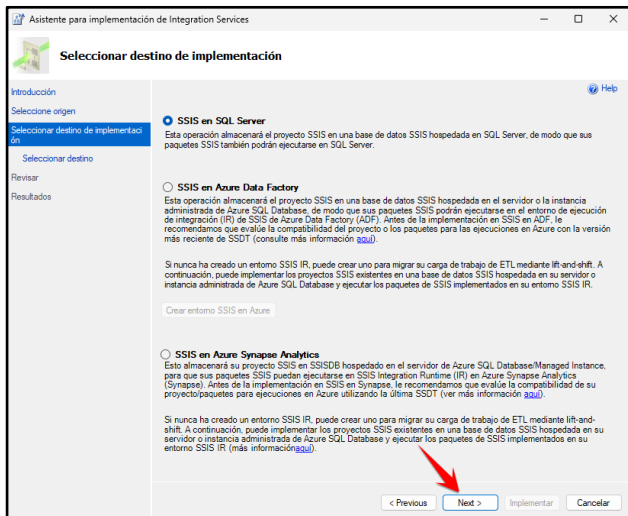 Asistente para implementación de Integration Services
Seleccionar destino de implementación
Introducción
Seleccione origen
Seleccionar destino de implementaci
ón
Seleccionar destino
Revisar
Resultados
Help
SSIS en SQL Server
Esta operación almacenará el proyecto SSIS en una base de datos SSIS hospedada en SQL Server, de modo que sus
paquetes SSIS también podrán ejecutarse en SQL Server.
SSIS en Azure Data Factory
Esta operación almacenará el proyecto SSIS en una base de datos SSIS hospedada en el servidor o la instancia
administrada de Azure SQL Database, de modo que sus paquetes SSIS podrán ejecutarse en el entorno de ejecución
de integración (IR) de SSIS de Azure Data Factory (ADF). Antes de la implementación en SSIS en ADF, le
recomendamos que evalúe la compatibilidad del proyecto o los paquetes para las ejecuciones en Azure con la versión
más reciente de SSDT (consulte más información aquí).
Si nunca ha creado un entorno SSIS IR, puede crear uno para migrar su carga de trabajo de ETL mediante lift-and-shift. A
continuación, puede implementar los proyectos SSIS existentes en una base de datos SSIS hospedada en su servidor o
instancia administrada de Azure SQL Database y ejecutar los paquetes de SSIS implementados en su entorno SSIS IR.
Crear entorno SSIS en Azure
SSIS en Azure Synapse Analytics
Esto almacenará su proyecto SSIS en SSISDB hospedado en el servidor de Azure SQL Database/Managed Instance,
para que sus paquetes SSIS puedan ejecutarse en SSIS Integration Runtime (IR) en Azure Synapse Analytics
(Synapse). Antes de la implementación en SSIS en Synapse, le recomendamos que evalúe la compatibilidad de su
proyecto/paquetes para ejecuciones en Azure utilizando la última SSDT (ver más información aquí).
Si nunca ha creado un entorno SSIS IR, puede crear uno para migrar su carga de trabajo de ETL mediante lift-and-
shift. A continuación, puede implementar los proyectos SSIS existentes en una base de datos SSIS hospedada en su
servidor o instancia administrada de Azure SQL Database y ejecutar los paquetes de SSIS implementados en su
entorno SSIS IR (más informaciónaquí).
< Previous
Next >
Implementar
Cancelar